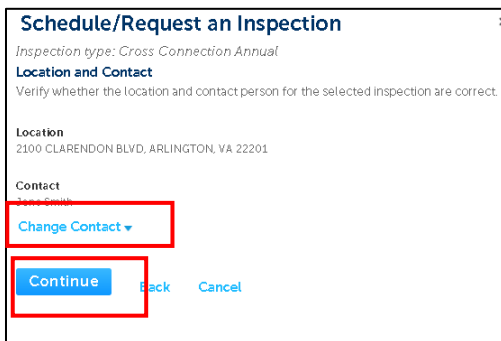 Schedule/Request an Inspection
Inspection type: Cross Connection Annual
Location and Contact
Verify whether the location and contact person for the selected inspection are correct.
Location
2100 CLARENDON BLVD, ARLINGTON, VA 22201
Contact
Jane Smith
Change Contact
Continue Back Cancel